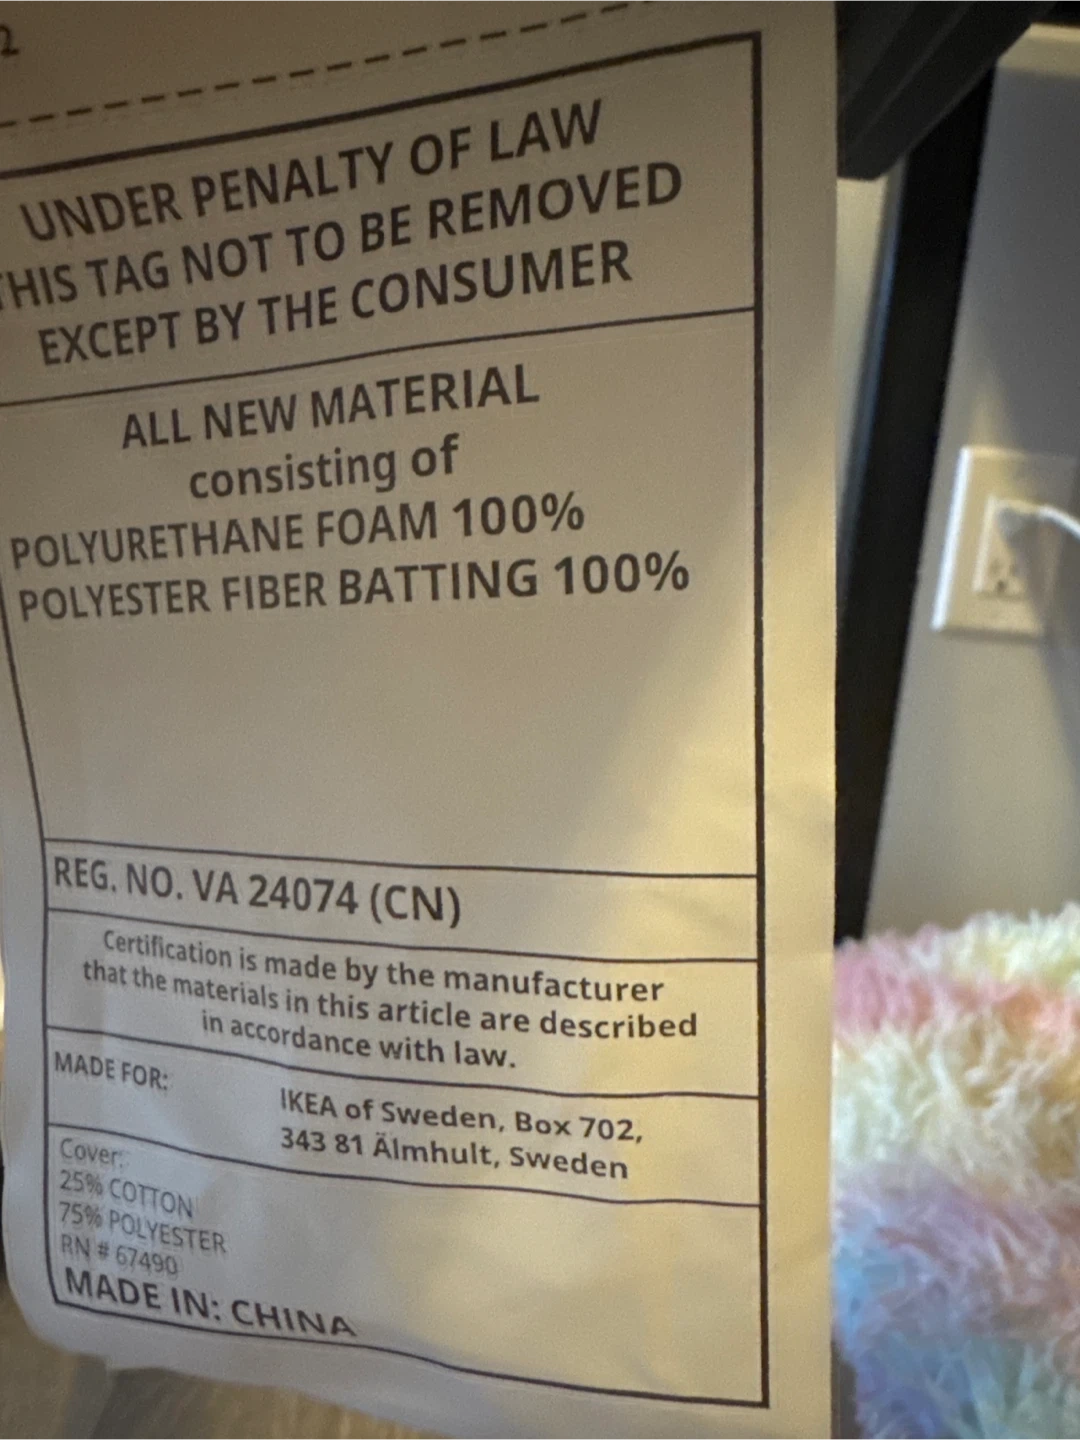 2
UNDER PENALTY OF LAW
THIS TAG NOT TO BE REMOVED
EXCEPT BY THE CONSUMER
ALL NEW MATERIAL
consisting of
POLYURETHANE FOAM 100%
POLYESTER FIBER BATTING 100%
REG. NO. VA 24074 (CN)
Certification is made by the manufacturer
that the materials in this article are described
in accordance with law.
MADE FOR:
IKEA of Sweden, Box 702,
343 81 Älmhult, Sweden
Cover:
25% COTTON
75% POLYESTER
RN # 67490
MADE IN: CHINA